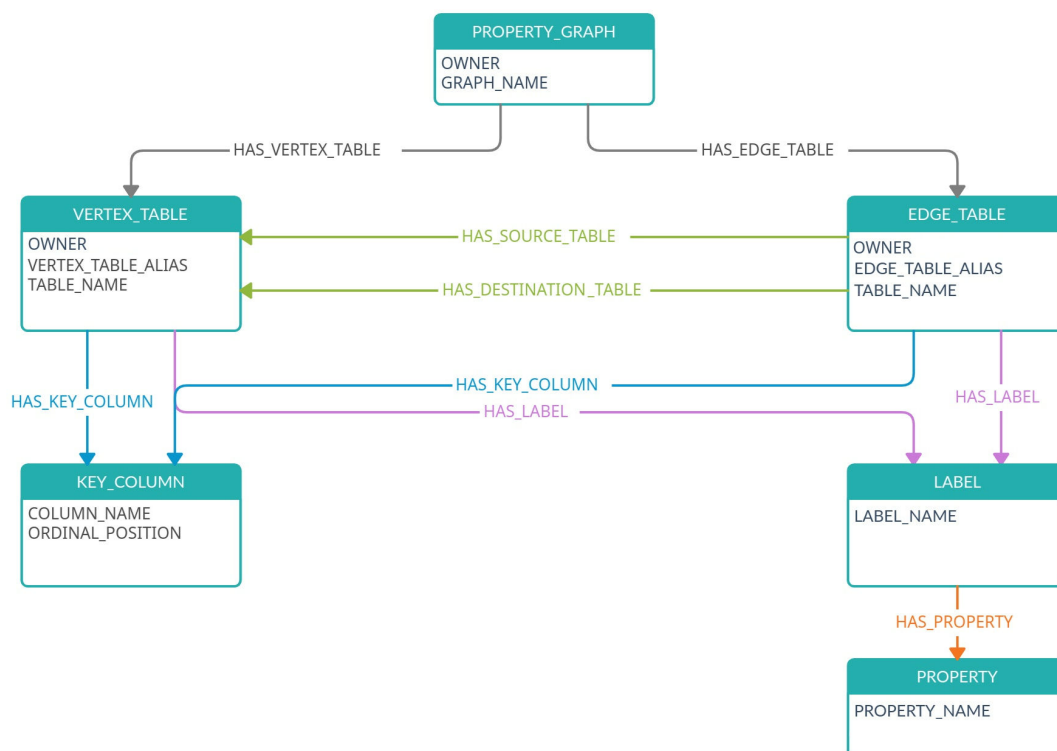 PROPERTY_GRAPH
OWNER
GRAPH_NAME
HAS_VERTEX_TABLE
HAS_EDGE_TABLE
VERTEX_TABLE
OWNER
VERTEX_TABLE_ALIAS
TABLE_NAME
HAS_SOURCE_TABLE
HAS_DESTINATION_TABLE
EDGE_TABLE
OWNER
EDGE_TABLE_ALIAS
TABLE_NAME
HAS_KEY_COLUMN
HAS_KEY_COLUMN
HAS_LABEL
HAS_LABEL
KEY_COLUMN
COLUMN_NAME
ORDINAL_POSITION
LABEL
LABEL_NAME
HAS_PROPERTY
PROPERTY
PROPERTY_NAME